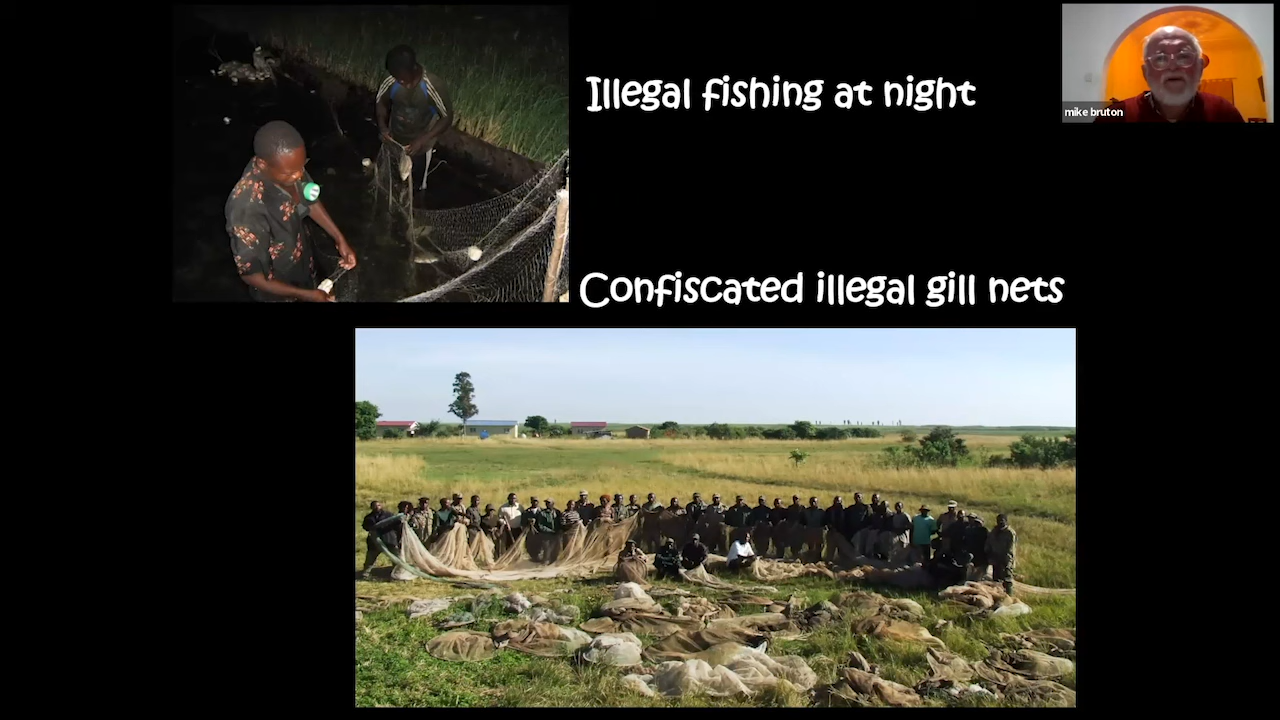 Illegal fishing at night
mike bruton
Confiscated illegal gill nets